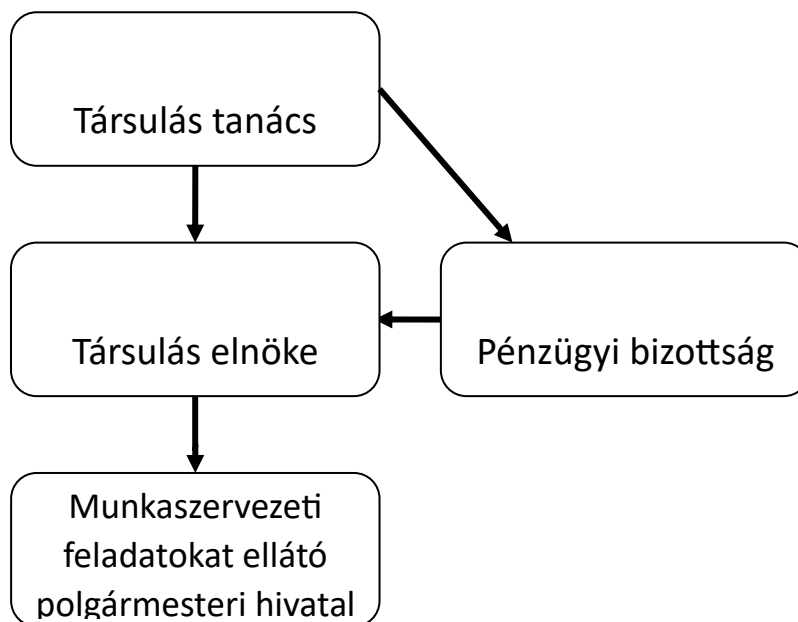 Társulás tanács
Társulás elnöke
Pénzügyi bizottság
Munkaszervezeti
feladatokat ellátó
polgármesteri hivatal